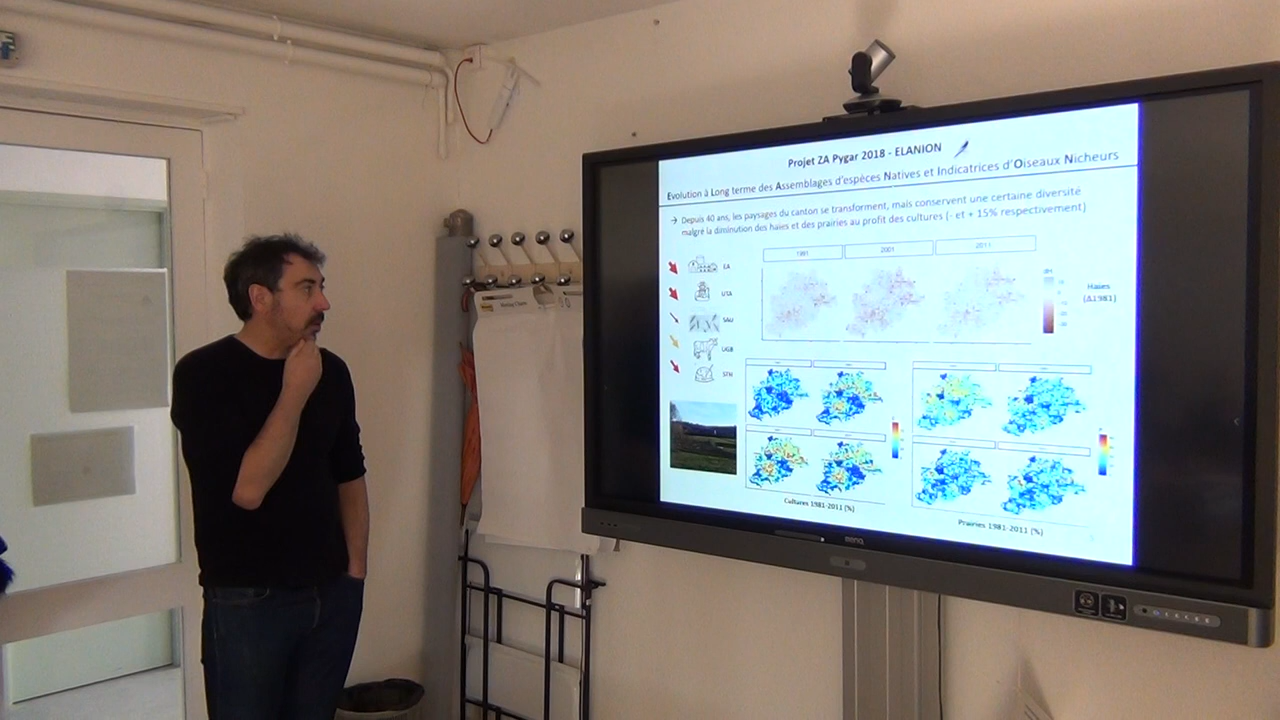 Projet ZA Pygar 2018 - ELANION
Evolution à Long terme des Assemblages d'espèces Natives et Indicatrices d'Oiseaux Nicheurs
→ Depuis 40 ans, les paysages du canton se transforment, mais conservent une certaine diversité
malgré la diminution des haies et des prairies au profit des cultures (- et + 15% respectivement)
1991
2001
2011
EA
UTA
SAU
UGB
STH
Haies
(Δ1981)
Cultures 1981-2011 (%)
Prairies 1981-2011 (%)
BenQ